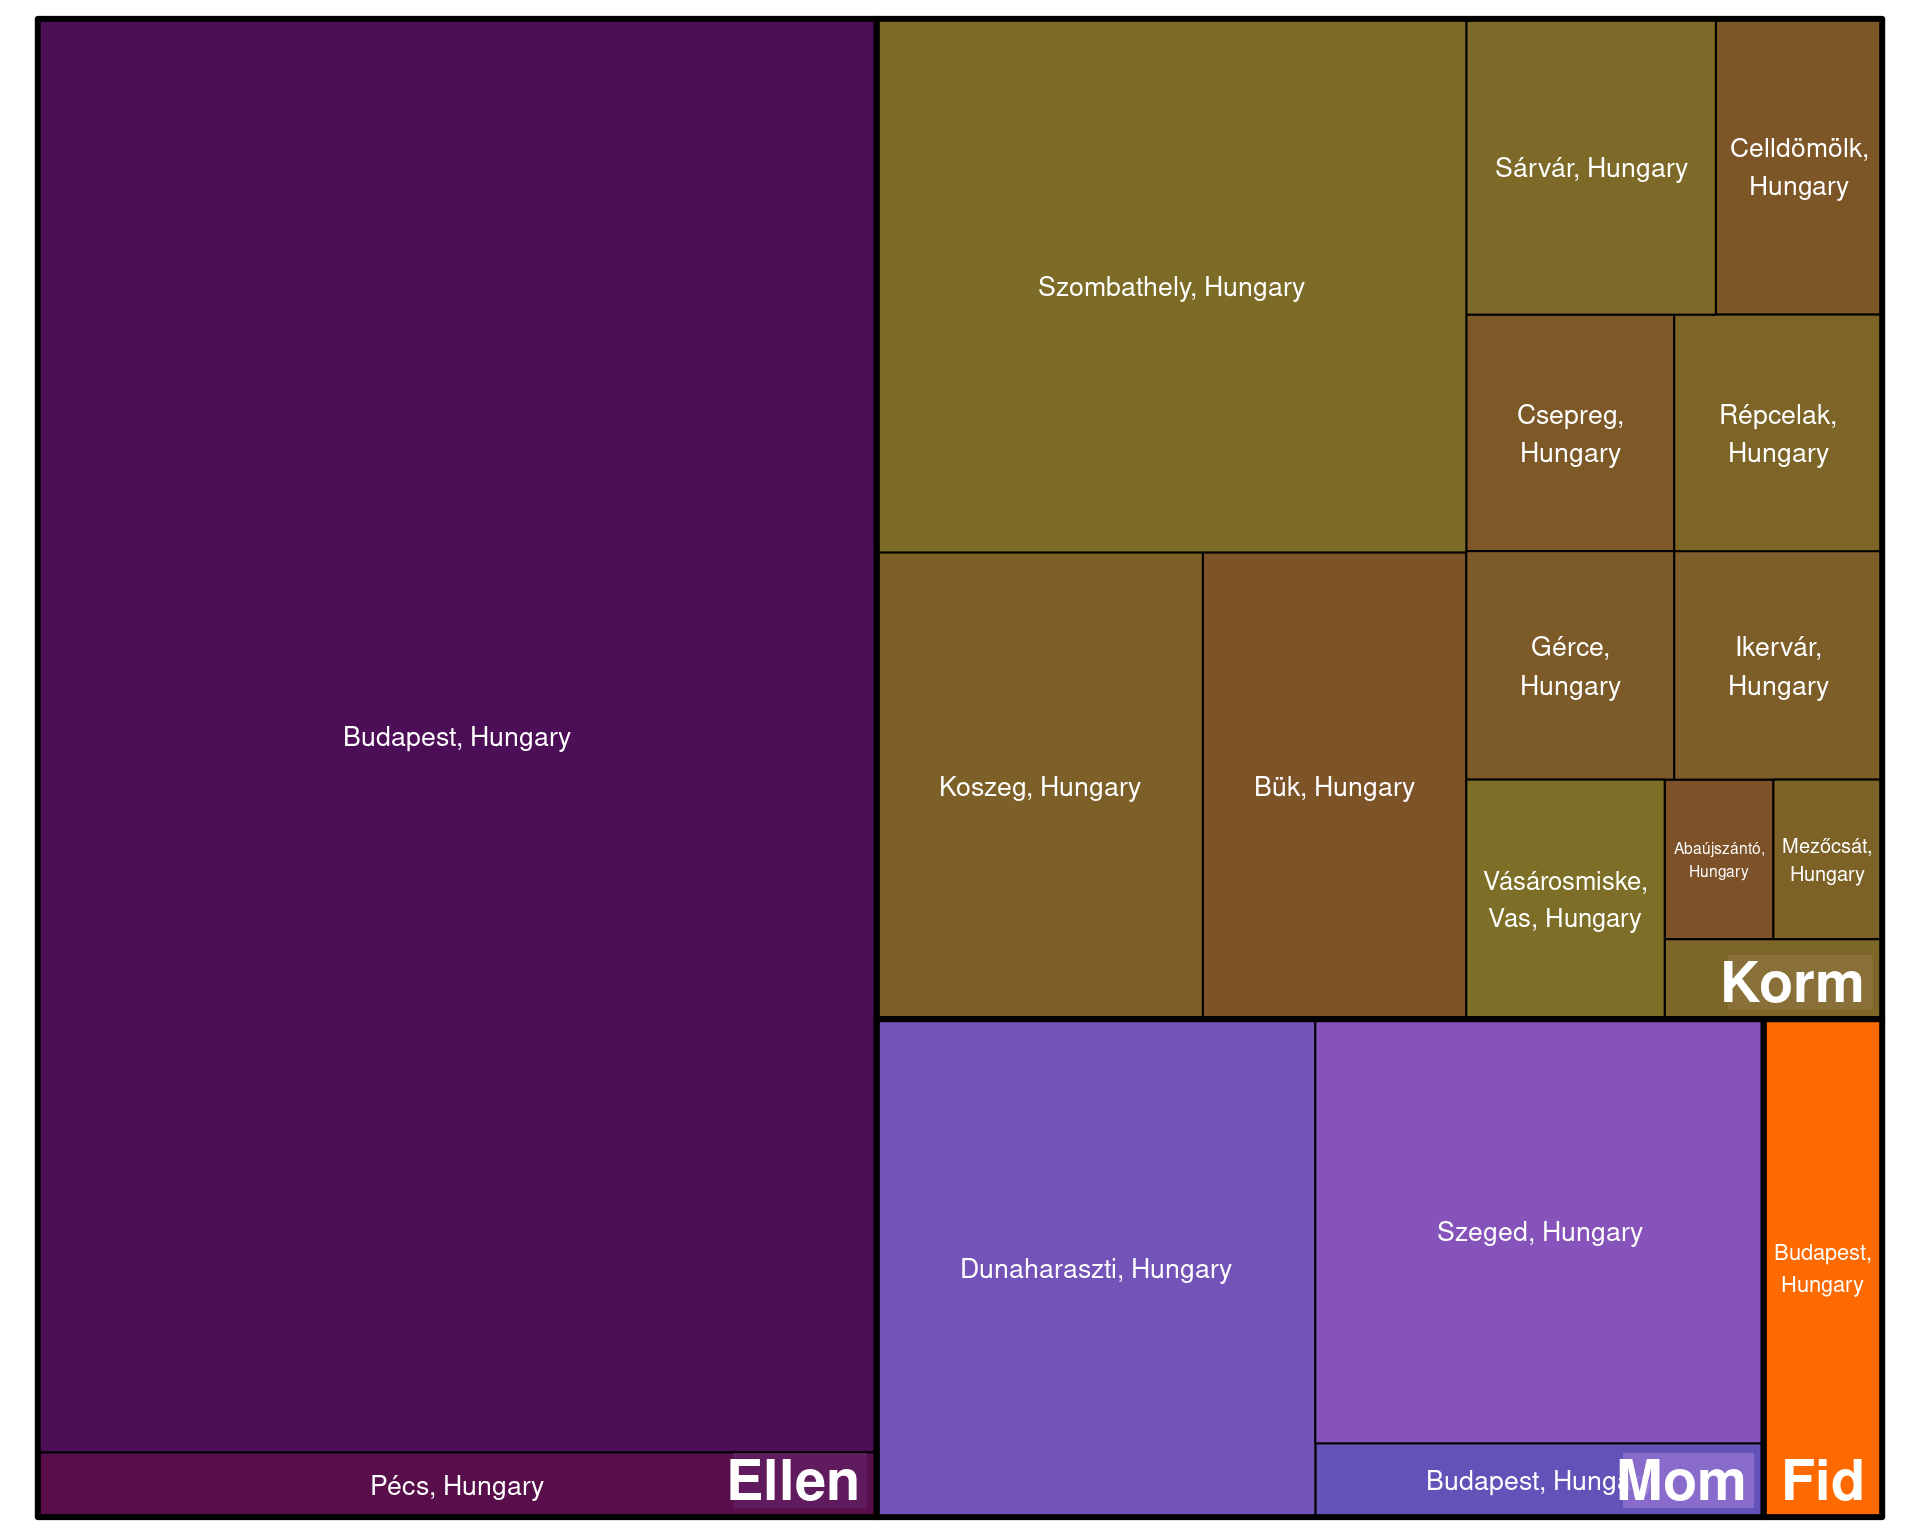 Budapest, Hungary
Pécs, Hungary
Ellen
Szombathely, Hungary
Sárvár, Hungary
Celldömölk,
Hungary
Csepreg,
Hungary
Répcelak,
Hungary
Koszeg, Hungary
Bük, Hungary
Gérce,
Hungary
Ikervár,
Hungary
Vásárosmiske,
Vas, Hungary
Abaújszántó,
Hungary
Mezőcsát,
Hungary
Korm
Dunaharaszti, Hungary
Szeged, Hungary
Budapest, Hunga
Mom
Budapest,
Hungary
Fid